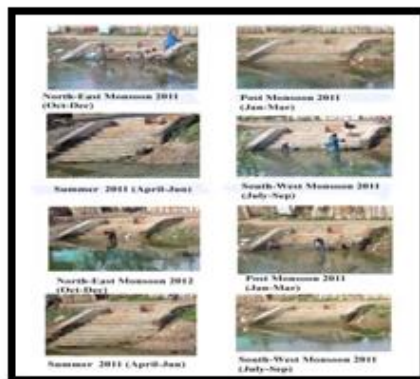 North-East Monsoon 2011
(Oct-Dec)
Post Monsoon 2011
(Jan-Mar)
Summer 2011 (April-Jun)
South-West Monsoon 2011
(July-Sep)
North-East Monsoon 2012
(Oct-Dec)
Post Monsoon 2011
(Jan-Mar)
Summer 2011 (April-Jun)
South-West Monsoon 2011
(July-Sep)